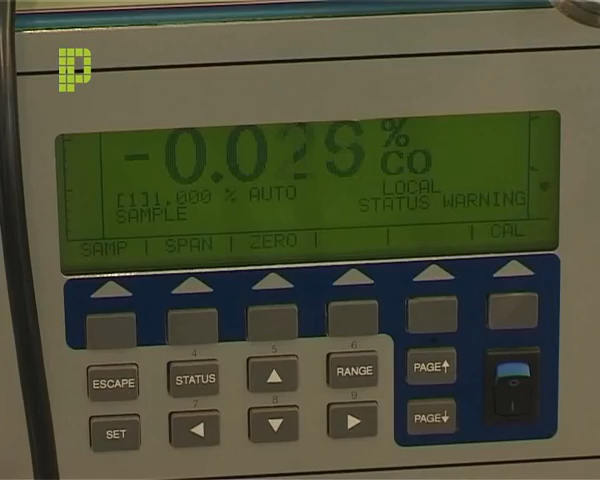 P
%
CO
[1]1.000 % AUTO
LOCAL
SAMPLE
STATUS WARNING
SAMP | SPAN | ZERO | | | CAL
4 5 6
ESCAPE STATUS ▲ RANGE PAGE↑
7 8 9
SET ◀ ▼ ▶ PAGE↓